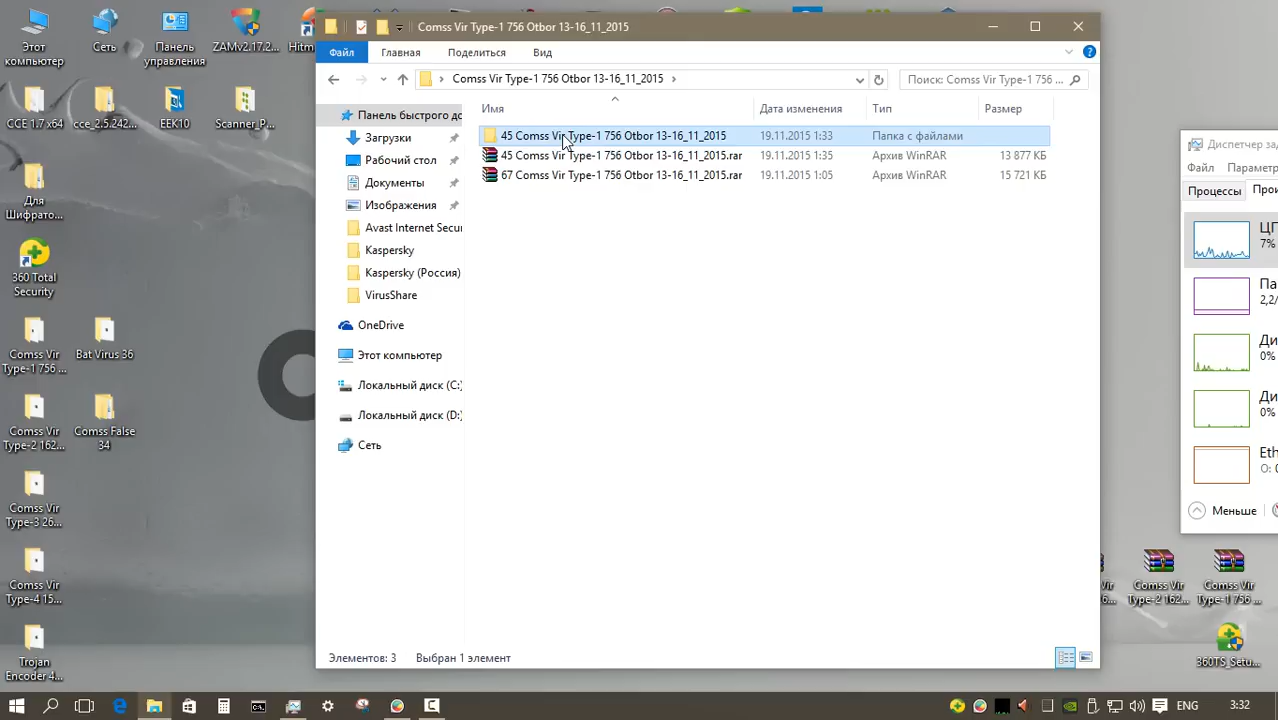 Этот
компьютер
Сеть
Панель
управления
ZAMv2.17.2...
Hitm
CCE 1.7 x64
cce_2.5.242...
EEK10
Scanner_P...
Для
Шифрато...
360 Total
Security
Comss Vir
Type-1 756 ...
Bat Virus 36
Comss Vir
Type-2 162...
Comss False
34
Comss Vir
Type-3 26...
Comss Vir
Type-4 15...
Trojan
Encoder 4...
Comss Vir Type-1 756 Otbor 13-16_11_2015
Файл
Главная
Поделиться
Вид
Comss Vir Type-1 756 Otbor 13-16_11_2015
Поиск: Comss Vir Type-1 756 ...
Имя
Дата изменения
Тип
Размер
45 Comss Vir Type-1 756 Otbor 13-16_11_2015
19.11.2015 1:33
Папка с файлами
45 Comss Vir Type-1 756 Otbor 13-16_11_2015.rar
19.11.2015 1:35
Архив WinRAR
13 877 КБ
67 Comss Vir Type-1 756 Otbor 13-16_11_2015.rar
19.11.2015 1:05
Архив WinRAR
15 721 КБ
Панель быстрого до
Загрузки
Рабочий стол
Документы
Изображения
Avast Internet Secu
Kaspersky
Kaspersky (Россия)
VirusShare
OneDrive
Этот компьютер
Локальный диск (C:)
Локальный диск (D:)
Сеть
Элементов: 3
Выбран 1 элемент
Диспетчер зад
Файл
Параметр
Процессы
Прои
ЦП
7%
Па
2,2/
Ди
0%
Ди
0%
Eth
О: 0
Меньше
Vir
Comss Vir
Type-2 162...
Comss Vir
Type-1 756 ...
360TS_Setu...
ENG
3:32